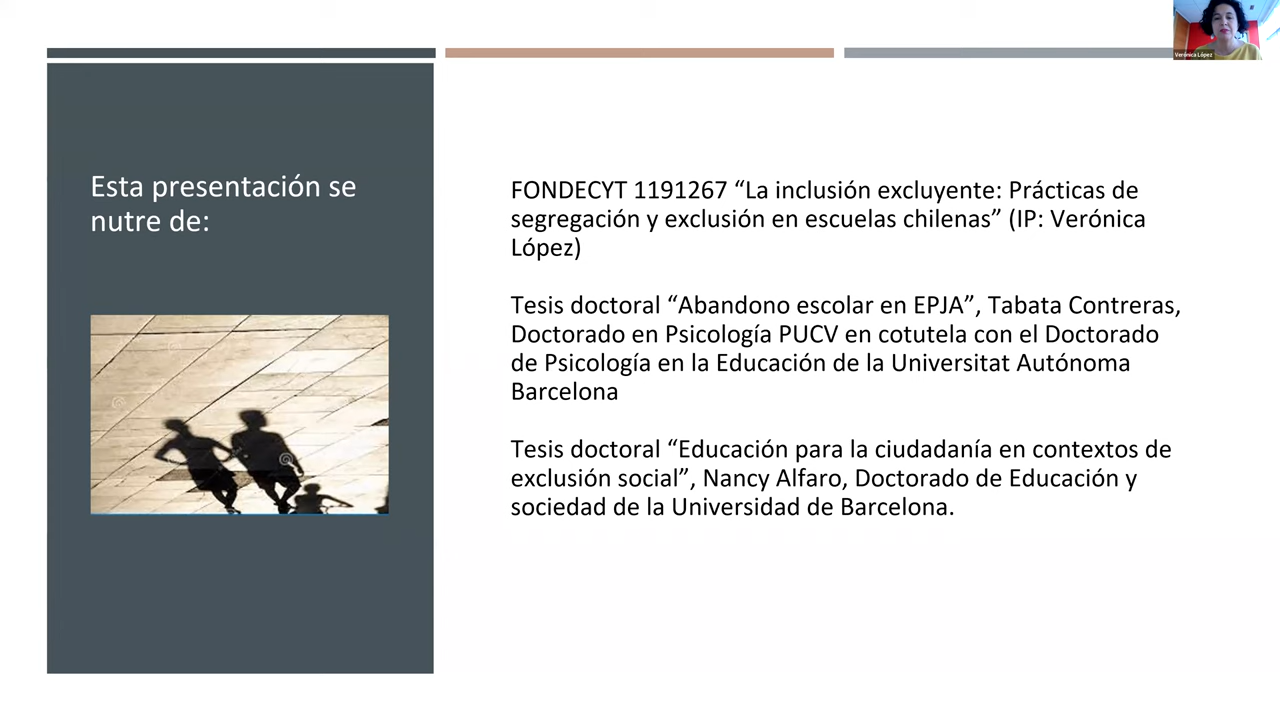 Verónica López
Esta presentación se
nutre de:
FONDECYT 1191267 “La inclusión excluyente: Prácticas de
segregación y exclusión en escuelas chilenas” (IP: Verónica
López)
Tesis doctoral “Abandono escolar en EPJA”, Tabata Contreras,
Doctorado en Psicología PUCV en cotutela con el Doctorado
de Psicología en la Educación de la Universitat Autónoma
Barcelona
Tesis doctoral “Educación para la ciudadanía en contextos de
exclusión social”, Nancy Alfaro, Doctorado de Educación y
sociedad de la Universidad de Barcelona.